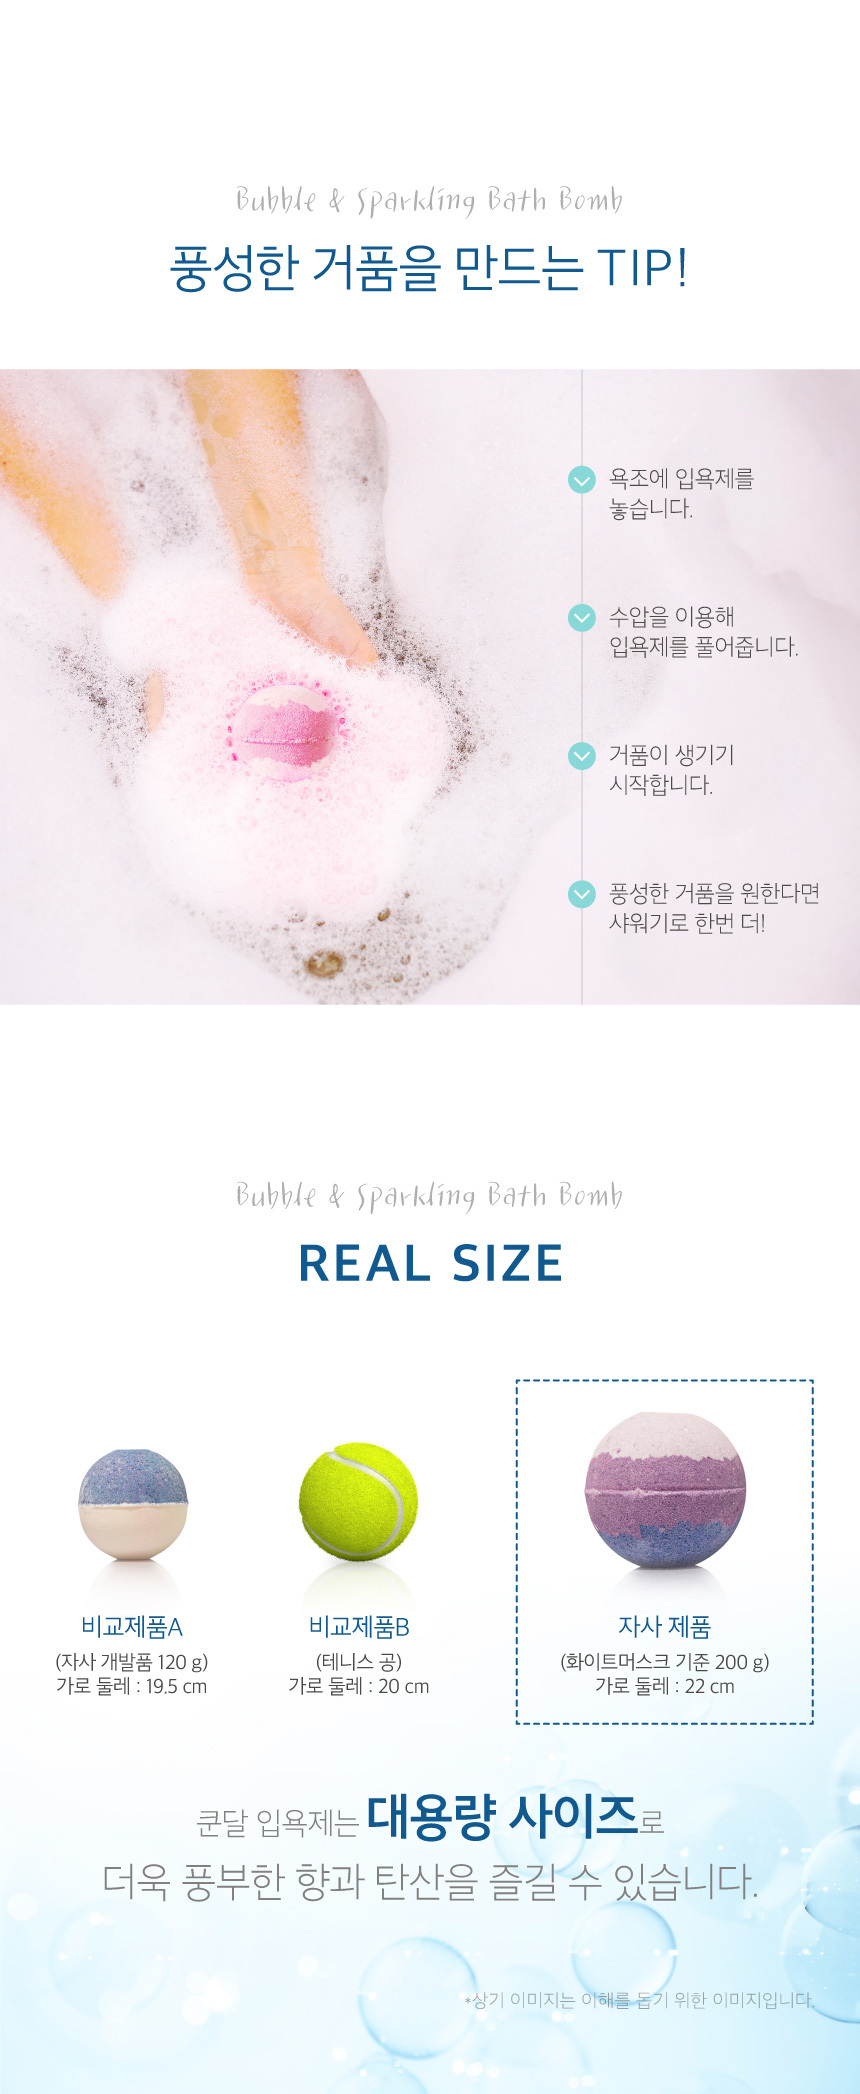 Bubble & Sparkling Bath Bomb
풍성한 거품을 만드는 TIP!
욕조에 입욕제를
놓습니다.
수압을 이용해
입욕제를 풀어줍니다.
거품이 생기기
시작합니다.
풍성한 거품을 원한다면
샤워기로 한번 더!
Bubble & Sparkling Bath Bomb
REAL SIZE
비교제품A
(자사 개발품 120 g)
가로 둘레 : 19.5 cm
비교제품B
(테니스 공)
가로 둘레 : 20 cm
자사 제품
(화이트머스크 기준 200 g)
가로 둘레 : 22 cm
쿤달 입욕제는 대용량 사이즈로
더욱 풍부한 향과 탄산을 즐길 수 있습니다.
*상기 이미지는 이해를 돕기 위한 이미지입니다.